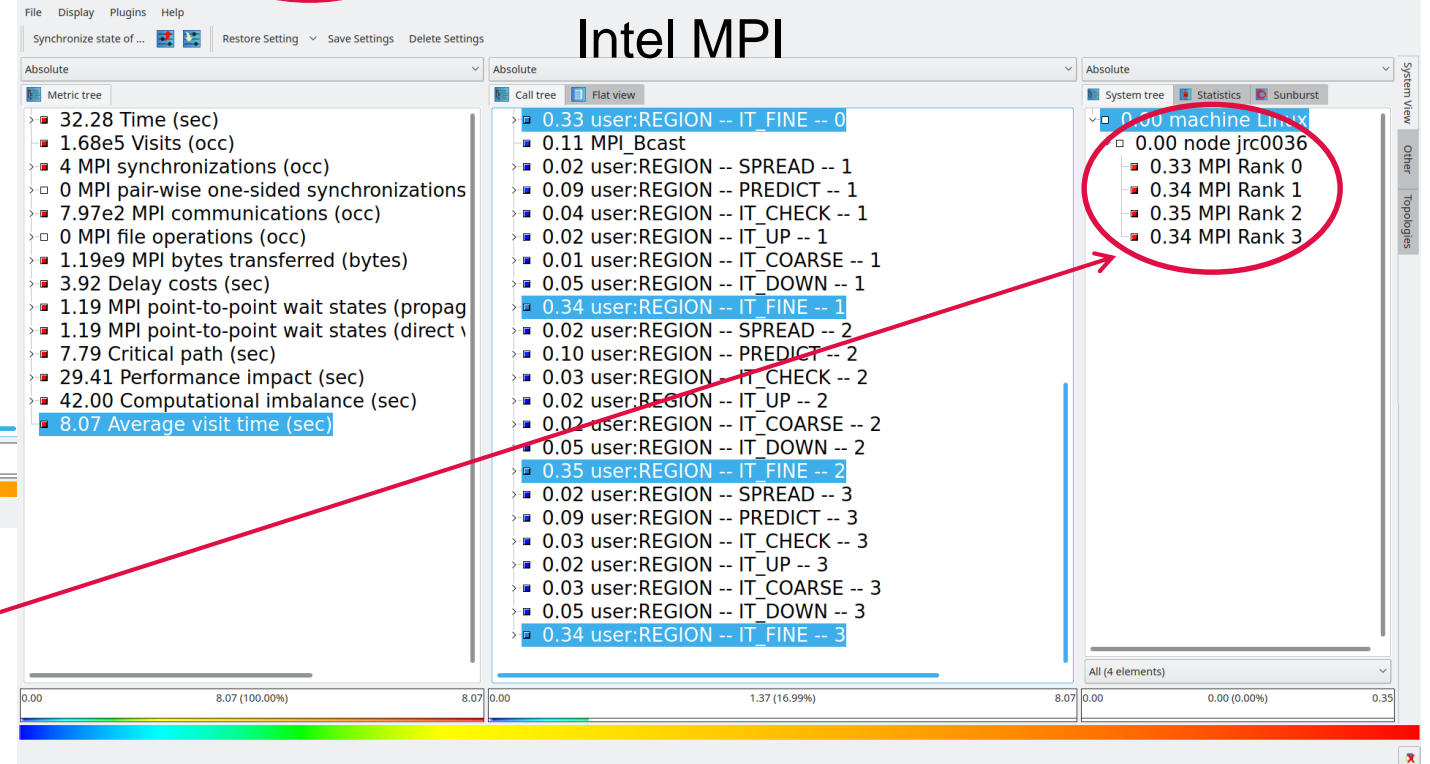 File Display Plugins Help
Intel MPI
Synchronize state of ... Restore Setting Save Settings Delete Settings
Absolute
Metric tree
32.28 Time (sec)
1.68e5 Visits (occ)
4 MPI synchronizations (occ)
0 MPI pair-wise one-sided synchronizations
7.97e2 MPI communications (occ)
0 MPI file operations (occ)
1.19e9 MPI bytes transferred (bytes)
3.92 Delay costs (sec)
1.19 MPI point-to-point wait states (propag
1.19 MPI point-to-point wait states (direct
7.79 Critical path (sec)
29.41 Performance impact (sec)
42.00 Computational imbalance (sec)
8.07 Average visit time (sec)
0.00 8.07 (100.00%) 8.07
Absolute
Call tree Flat view
0.33 user:REGION -- IT_FINE -- 0
0.11 MPI_Bcast
0.02 user:REGION -- SPREAD -- 1
0.09 user:REGION -- PREDICT -- 1
0.04 user:REGION -- IT_CHECK -- 1
0.02 user:REGION -- IT_UP -- 1
0.01 user:REGION -- IT_COARSE -- 1
0.05 user:REGION -- IT_DOWN -- 1
0.34 user:REGION -- IT_FINE -- 1
0.02 user:REGION -- SPREAD -- 2
0.10 user:REGION -- PREDICT -- 2
0.03 user:REGION -- IT_CHECK -- 2
0.02 user:REGION -- IT_UP -- 2
0.02 user:REGION -- IT_COARSE -- 2
0.05 user:REGION -- IT_DOWN -- 2
0.35 user:REGION -- IT_FINE -- 2
0.02 user:REGION -- SPREAD -- 3
0.09 user:REGION -- PREDICT -- 3
0.03 user:REGION -- IT_CHECK -- 3
0.02 user:REGION -- IT_UP -- 3
0.03 user:REGION -- IT_COARSE -- 3
0.05 user:REGION -- IT_DOWN -- 3
0.34 user:REGION -- IT_FINE -- 3
0.00 1.37 (16.99%) 8.07
Absolute
System tree Statistics Sunburst
0.00 machine Linux
0.00 node jrc0036
0.33 MPI Rank 0
0.34 MPI Rank 1
0.35 MPI Rank 2
0.34 MPI Rank 3
All (4 elements)
0.00 0.00 (0.00%) 0.35
System View
Other
Topologies